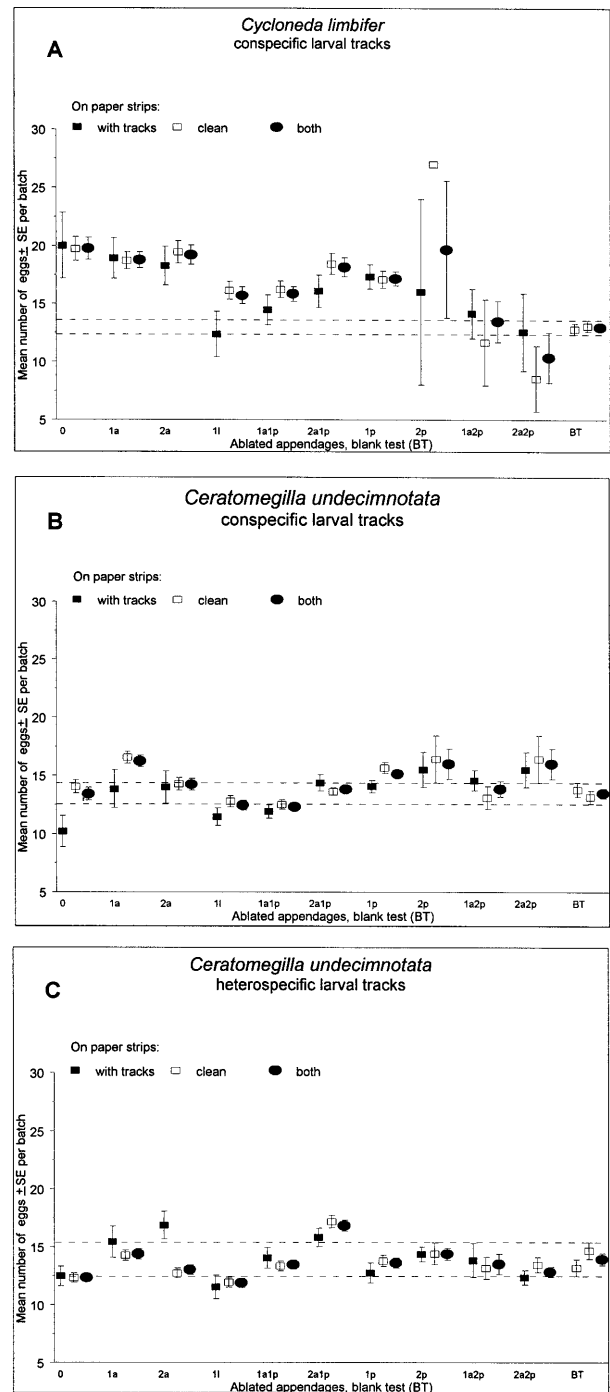 A
Cycloneda limbifer
conspecific larval tracks
On paper strips:
with tracks clean both
Mean number of eggs ± SE per batch
30
25
20
15
10
5
0 1a 2a 1l 1a1p 2a1p 1p 2p 1a2p 2a2p BT
Ablated appendages, blank test (BT)
B
Ceratomegilla undecimnotata
conspecific larval tracks
On paper strips:
with tracks clean both
Mean number of eggs ± SE per batch
30
25
20
15
10
5
0 1a 2a 1l 1a1p 2a1p 1p 2p 1a2p 2a2p BT
Ablated appendages, blank test (BT)
C
Ceratomegilla undecimnotata
heterospecific larval tracks
On paper strips:
with tracks clean both
Mean number of eggs ±SE per batch
30
25
20
15
10
5
0 1a 2a 1l 1a1p 2a1p 1p 2p 1a2p 2a2p BT
Ablated appendages, blank test (BT)